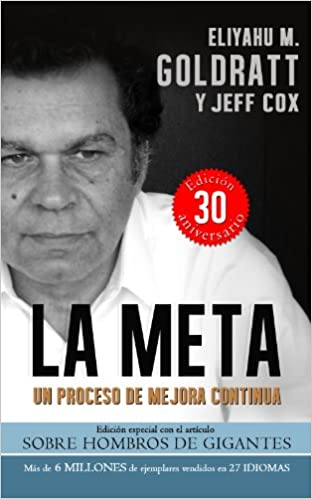 ELIYAHU M.
GOLDRATT
Y JEFF COX
Edición
30
aniversario
LA META
UN PROCESO DE MEJORA CONTINUA
Edición especial con el artículo
SOBRE HOMBROS DE GIGANTES
Más de 6 MILLONES de ejemplares vendidos en 27 IDIOMAS